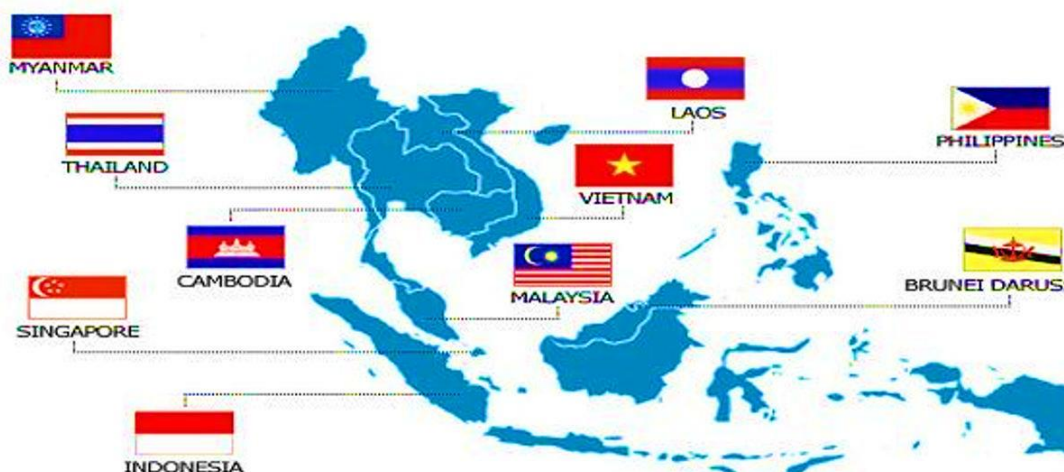 MYANMAR
LAOS
PHILIPPINES
THAILAND
VIETNAM
CAMBODIA
MALAYSIA
BRUNEI DARUS
SINGAPORE
INDONESIA